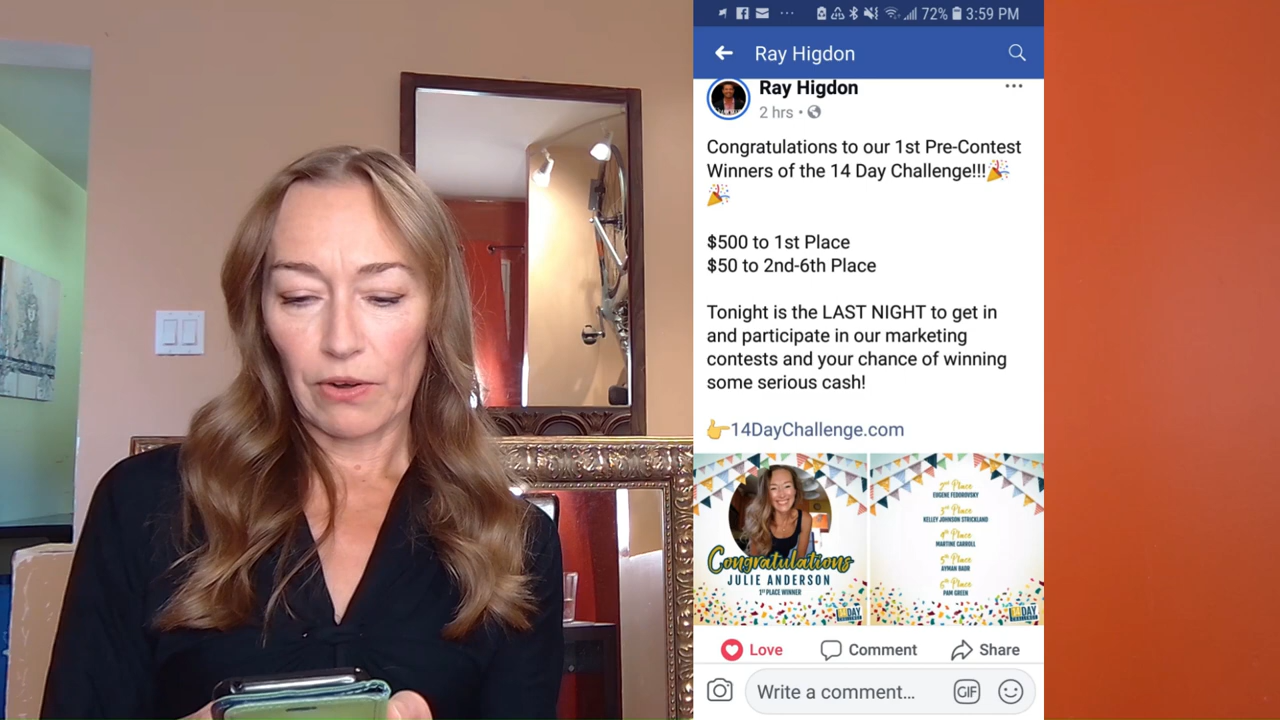 72% 3:59 PM
Ray Higdon
Ray Higdon
2 hrs
Congratulations to our 1st Pre-Contest
Winners of the 14 Day Challenge!!!🎉
🎉
$500 to 1st Place
$50 to 2nd-6th Place
Tonight is the LAST NIGHT to get in
and participate in our marketing
contests and your chance of winning
some serious cash!
👉14DayChallenge.com
Congratulations
JULIE ANDERSON
1ST PLACE WINNER
14 DAY
2nd Place
EUGENE FEDOROVSKY
3rd Place
KELLEY JOHNSON STRICKLAND
4th Place
MARTINE CARROLL
5th Place
6th Place
PAM GREEN
14 DAY
Love
Comment
Share
Write a comment...
GIF